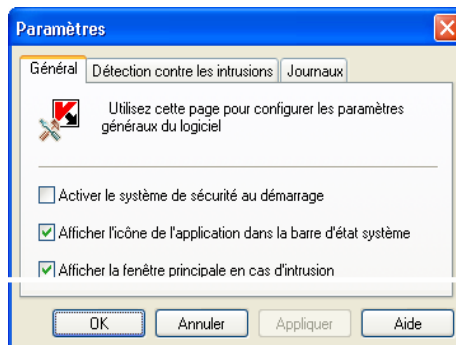 Paramètres
Général Détection contre les intrusions Journaux
Utilisez cette page pour configurer les paramètres
généraux du logiciel
Activer le système de sécurité au démarrage
Afficher l'icône de l'application dans la barre d'état système
Afficher la fenêtre principale en cas d'intrusion
OK Annuler Appliquer Aide